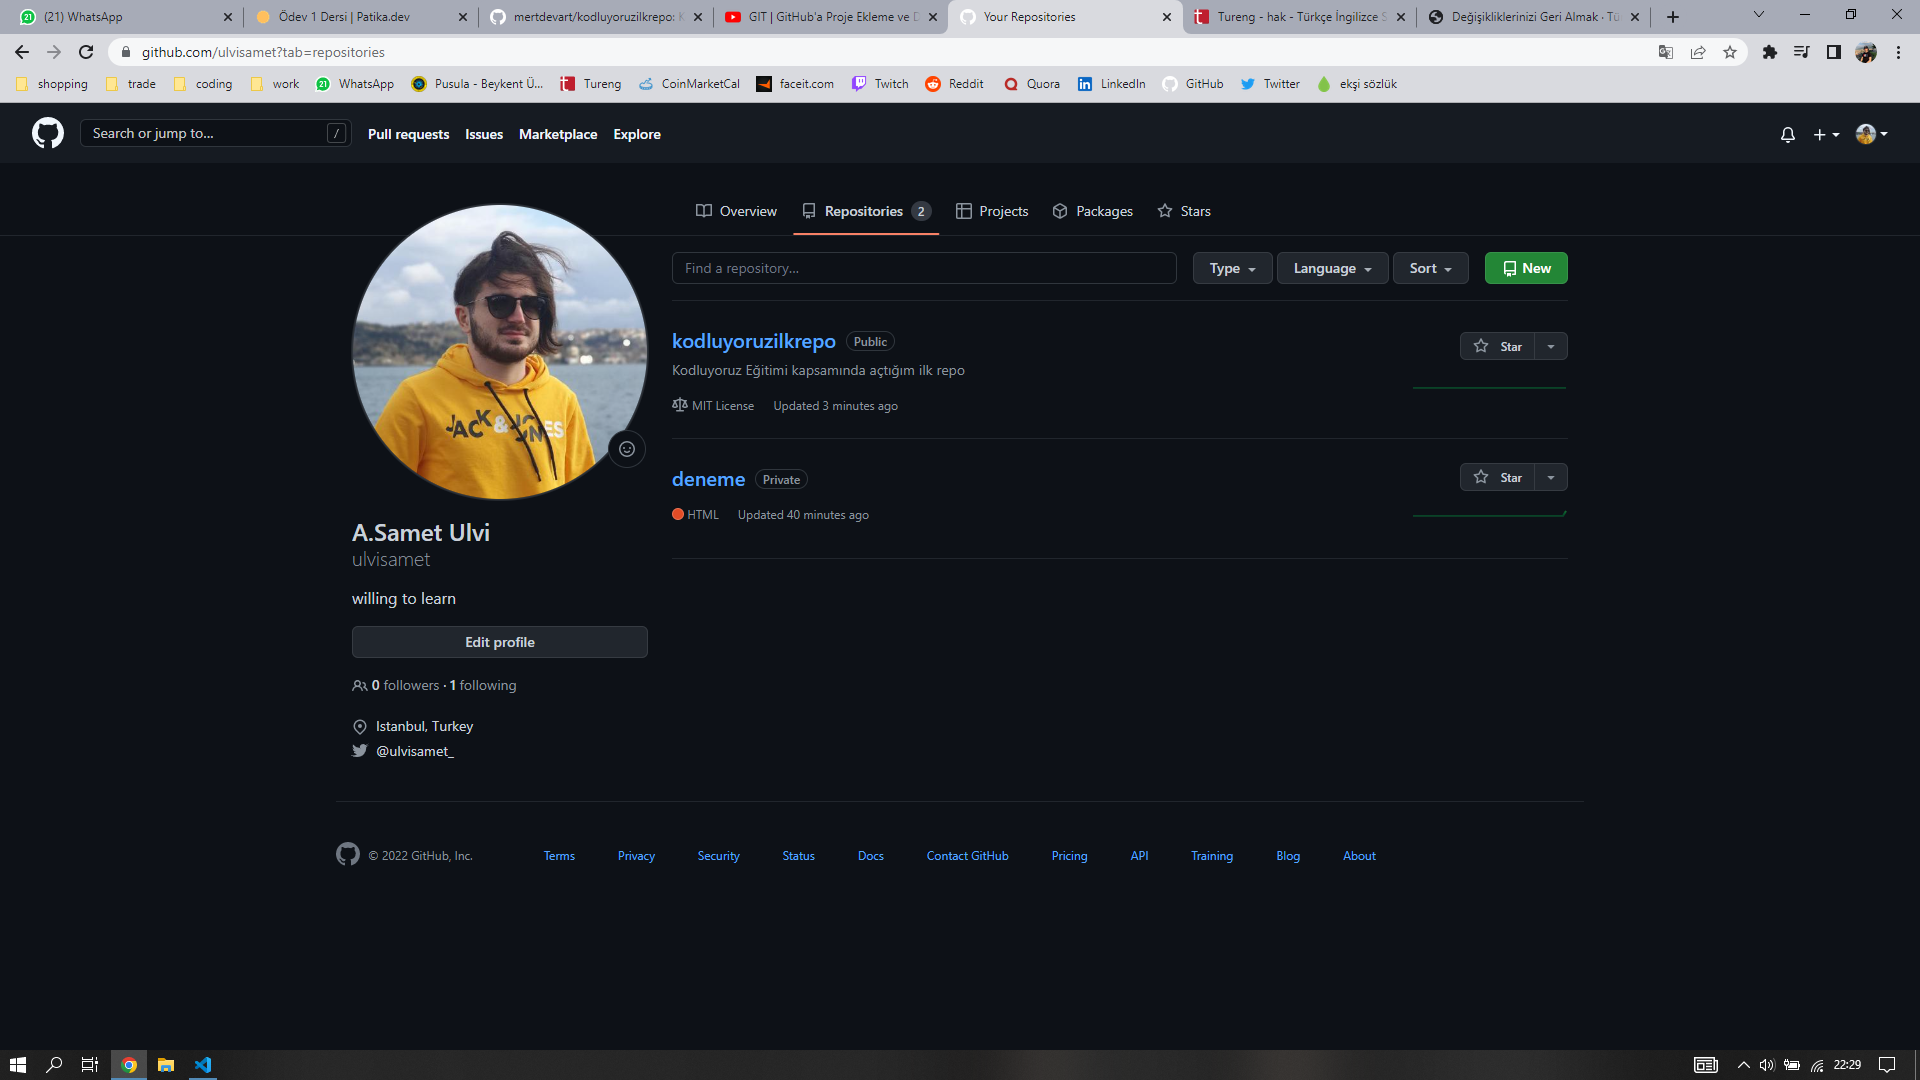 (21) WhatsApp
Ödev 1 Dersi | Patika.dev
mertdevart/kodluyoruzilkrepo: K
GIT | GitHub'a Proje Ekleme ve D
Your Repositories
Tureng - hak - Türkçe İngilizce S
Değişikliklerinizi Geri Almak · Tü
github.com/ulvisamet?tab=repositories
shopping
trade
coding
work
WhatsApp
Pusula - Beykent Ü...
Tureng
CoinMarketCal
faceit.com
Twitch
Reddit
Quora
LinkedIn
GitHub
Twitter
ekşi sözlük
Search or jump to...
/
Pull requests
Issues
Marketplace
Explore
Overview
Repositories 2
Projects
Packages
Stars
Find a repository...
Type
Language
Sort
New
kodluyoruzilkrepo Public
Star
Kodluyoruz Eğitimi kapsamında açtığım ilk repo
MIT License Updated 3 minutes ago
deneme Private
Star
HTML Updated 40 minutes ago
JACK & JONES
A.Samet Ulvi
ulvisamet
willing to learn
Edit profile
0 followers · 1 following
Istanbul, Turkey
@ulvisamet_
© 2022 GitHub, Inc.
Terms
Privacy
Security
Status
Docs
Contact GitHub
Pricing
API
Training
Blog
About
22:29